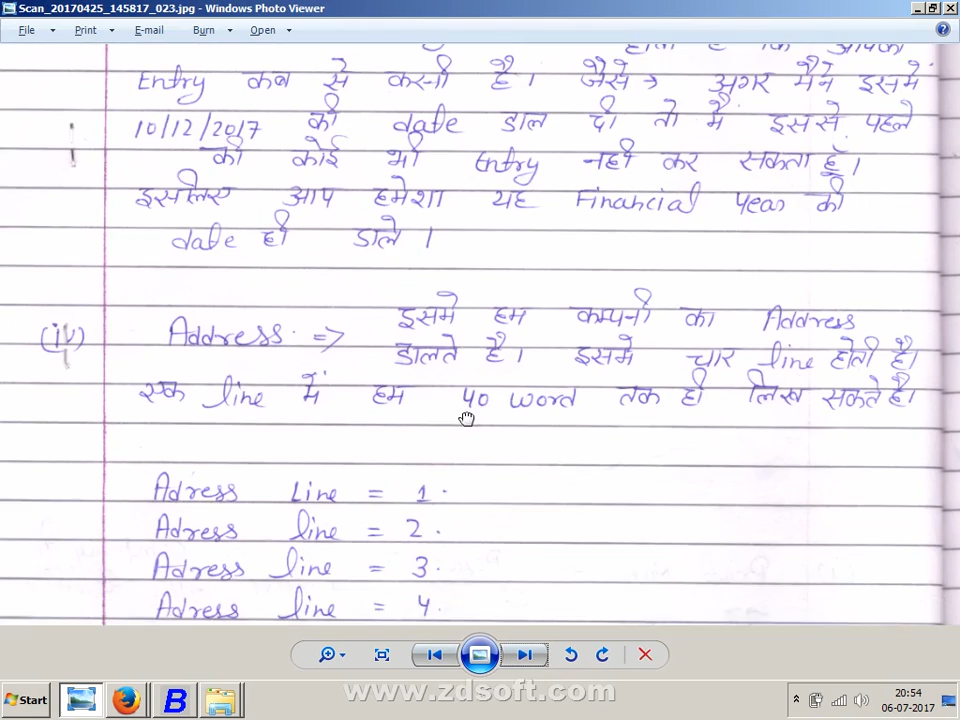 Scan_20170425_145817_023.jpg - Windows Photo Viewer
File Print E-mail Burn Open
होता है कि आपको
Entry कब से करनी है। जैसे → अगर मैने इसमें
10/12/2017 की date डाल दी तो मैं इससे पहले
की कोई भी Entry नही कर सकता हूँ।
इसलिए आप हमेशा यह Financial year की
date ही डाले।
(iv) Address => इसमे हम कम्पनी का Address
डालते है। इसमे चार line होती है।
एक line में हम 40 word तक ही लिख सकते है।
Adress Line = 1.
Adress line = 2.
Adress line = 3.
Adress line = 4.
www.zdsoft.com
Start
20:54
06-07-2017